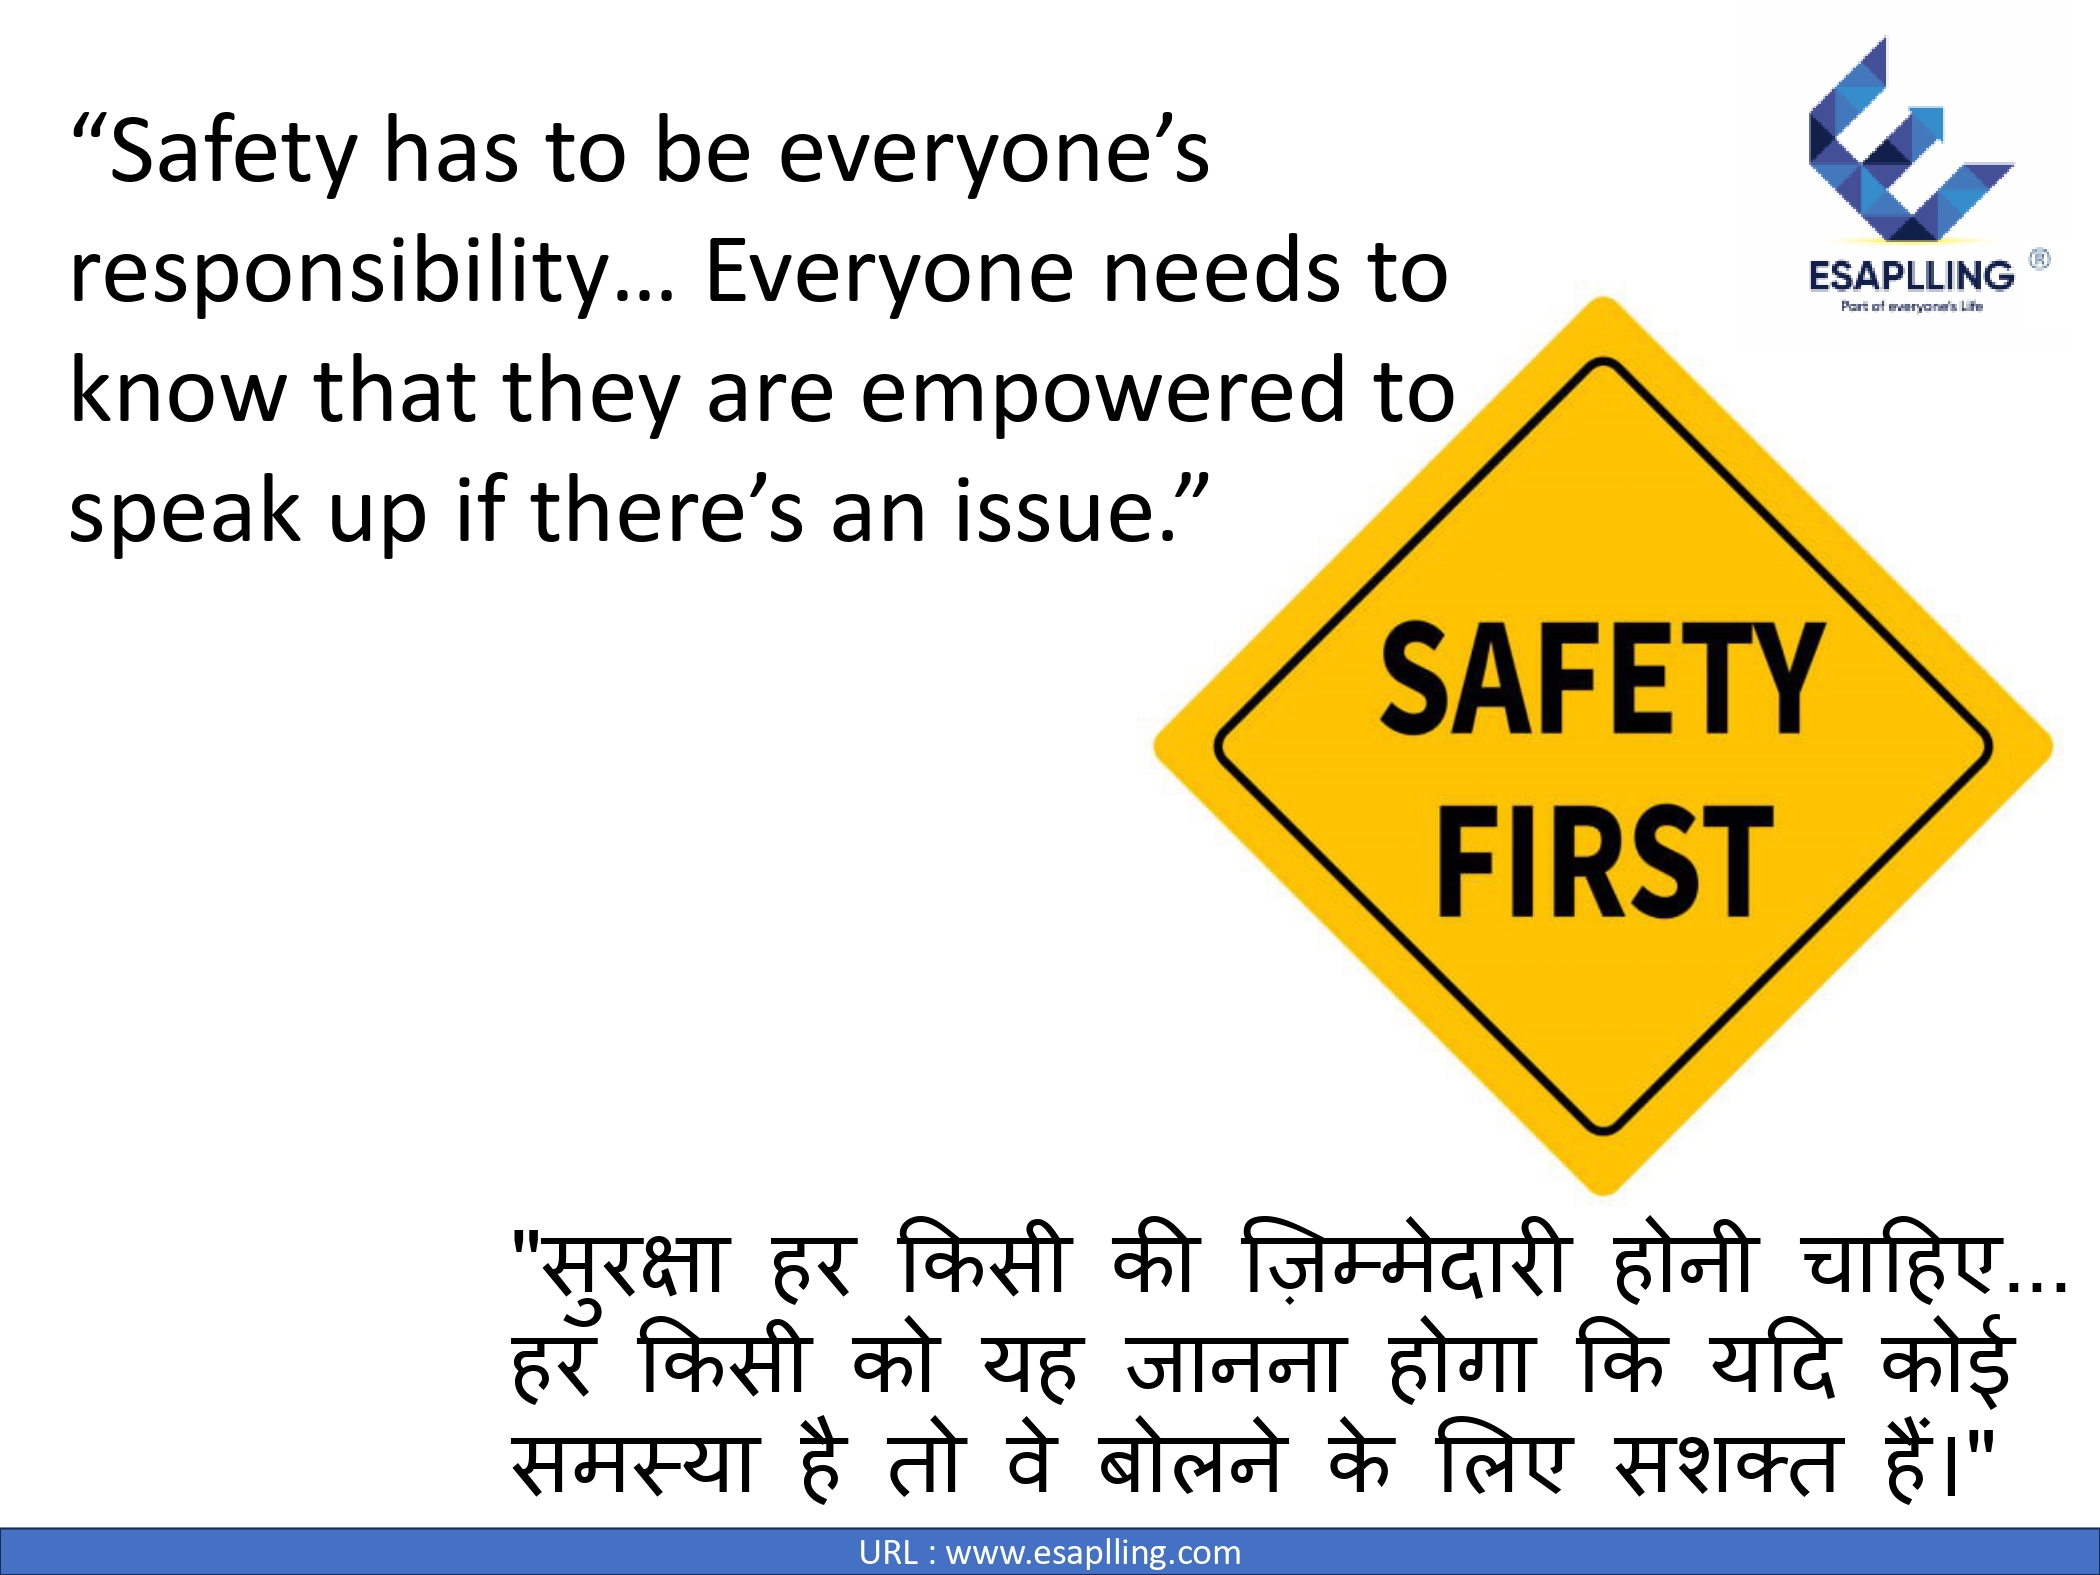 “Safety has to be everyone’s
responsibility… Everyone needs to
know that they are empowered to
speak up if there’s an issue.”
ESAPLLING ®
Part of everyone's Life
SAFETY
FIRST
"सुरक्षा हर किसी की ज़िम्मेदारी होनी चाहिए...
हर किसी को यह जानना होगा कि यदि कोई
समस्या है तो वे बोलने के लिए सशक्त हैं।"
URL : www.esaplling.com